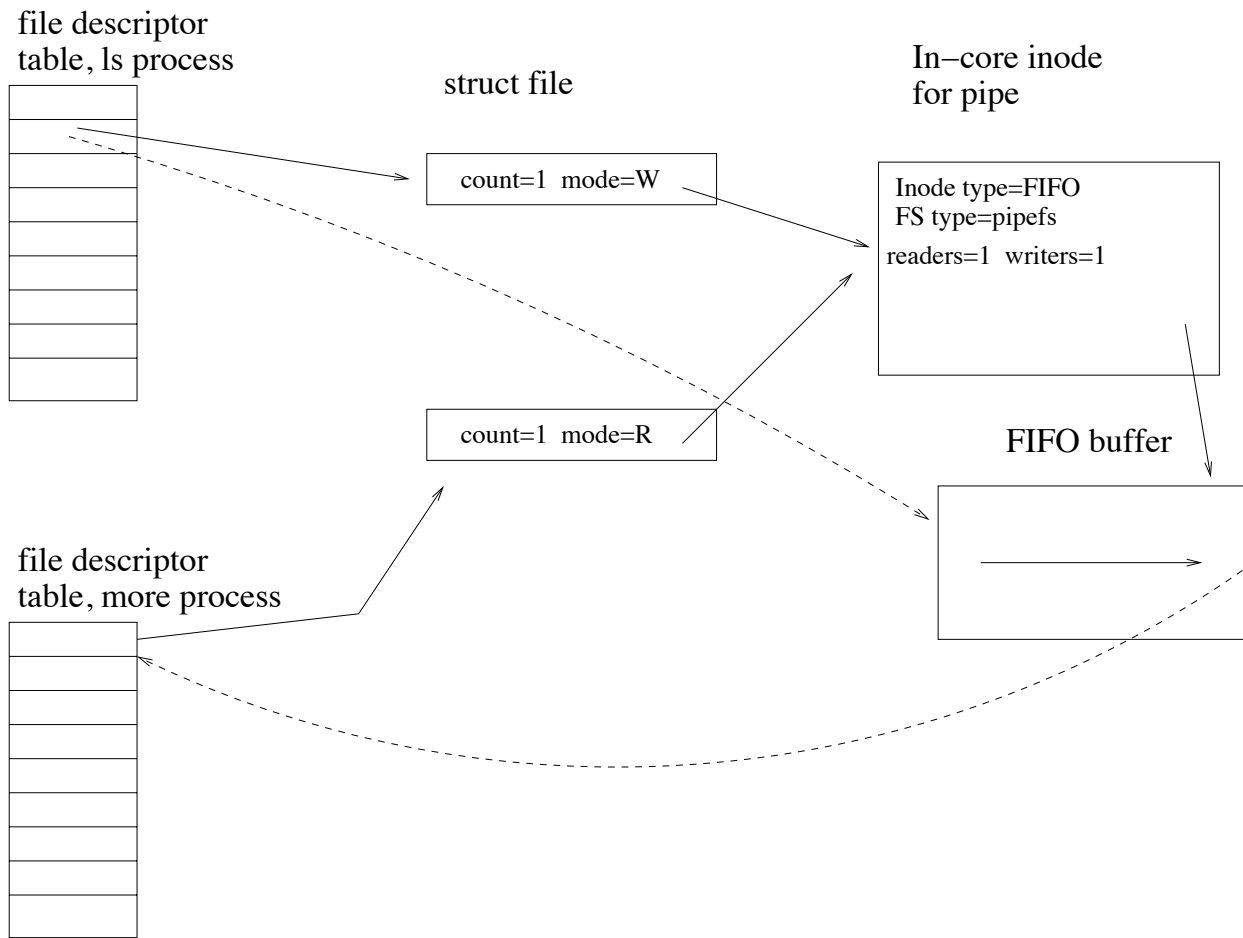 file descriptor
table, ls process
struct file
In−core inode
for pipe
count=1 mode=W
Inode type=FIFO
FS type=pipefs
readers=1 writers=1
count=1 mode=R
FIFO buffer
file descriptor
table, more process